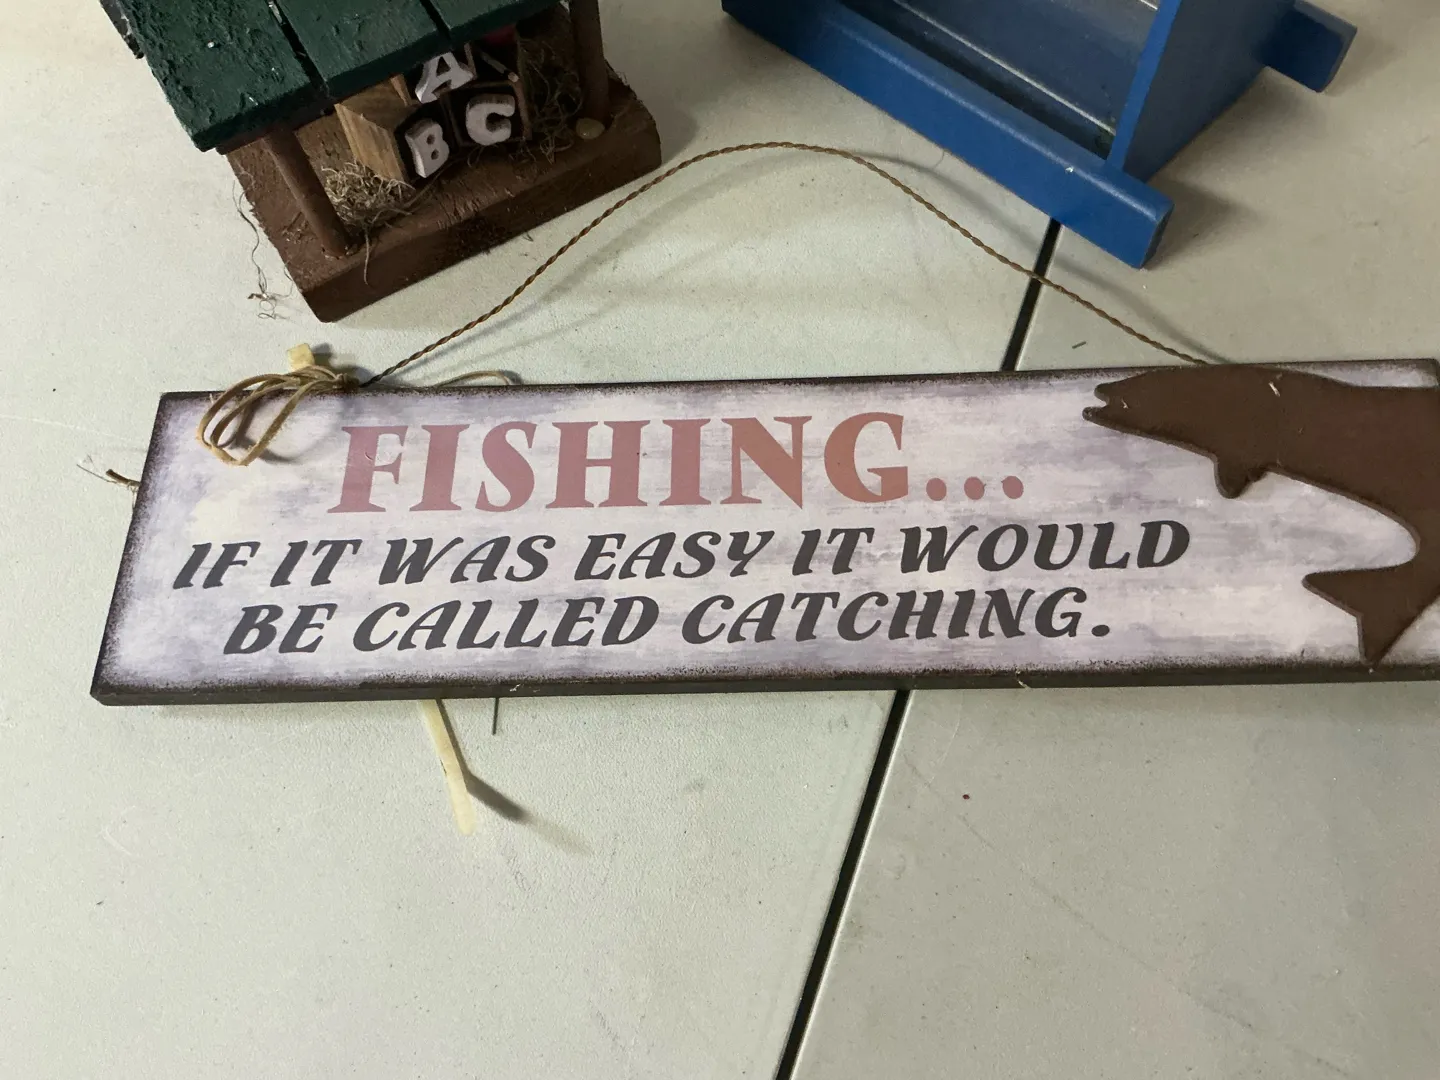 A
B C
FISHING...
IF IT WAS EASY IT WOULD
BE CALLED CATCHING.